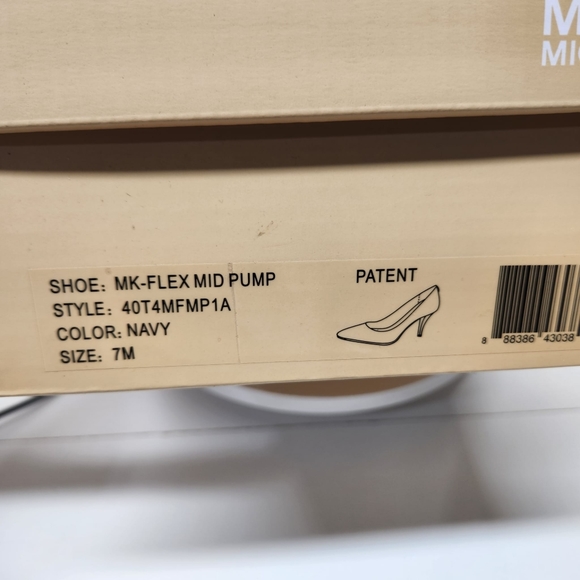 M
MIC
SHOE: MK-FLEX MID PUMP
STYLE: 40T4MFMP1A
COLOR: NAVY
SIZE: 7M
PATENT
8 88386 43038